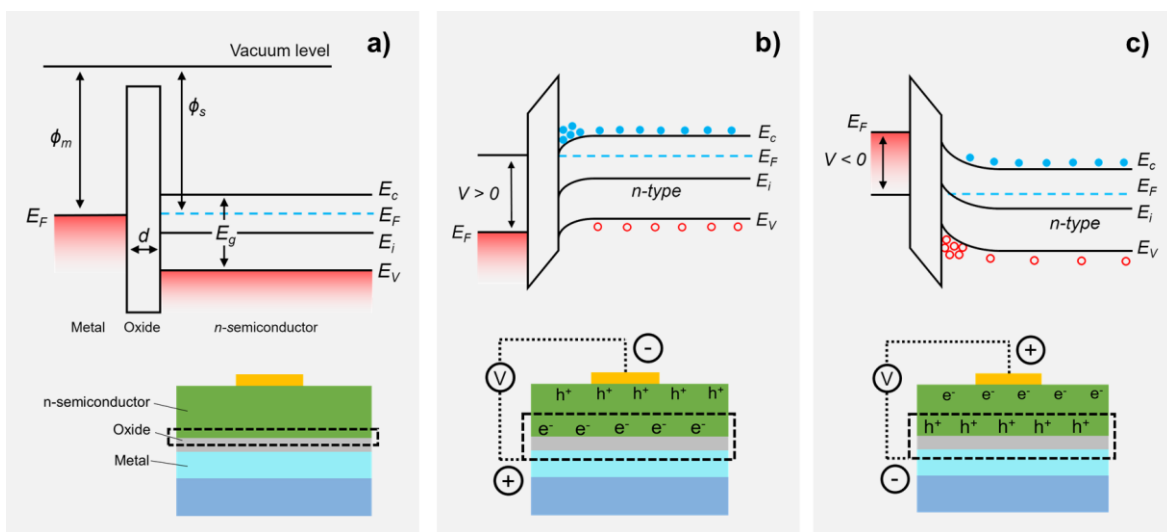 a)
Vacuum level
ϕm
ϕs
Ec
EF
EF
d
Eg
Ei
EV
Metal
Oxide
n-semiconductor
n-semiconductor
Oxide
Metal
b)
Ec
EF
V > 0
n-type
Ei
EF
EV
-
V
h+ h+ h+ h+ h+
e- e- e- e- e-
+
c)
EF
V < 0
Ec
EF
Ei
n-type
EV
+
V
e- e- e- e- e-
h+ h+ h+ h+ h+
-